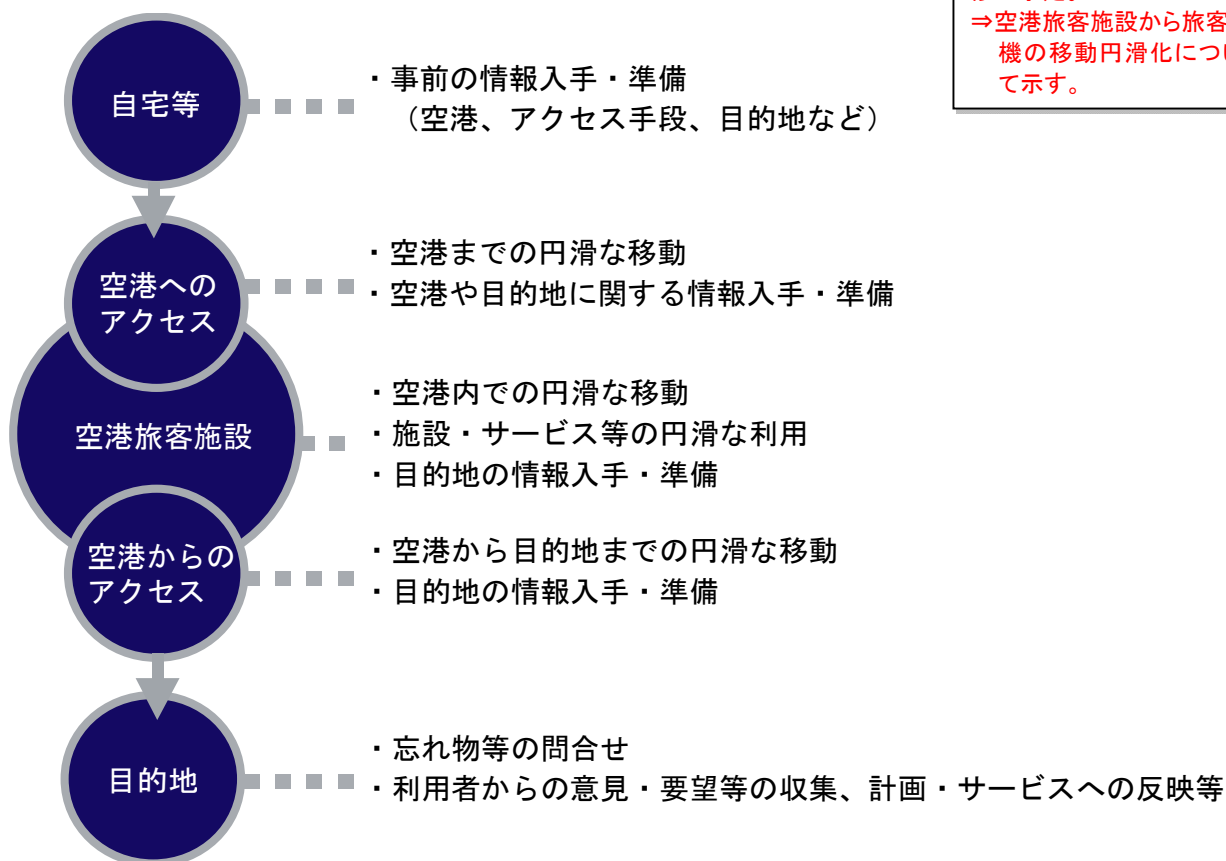 ⇒空港旅客施設から旅客
機の移動円滑化につい
て示す。
自宅等
・事前の情報入手・準備
（空港、アクセス手段、目的地など）
空港への
アクセス
・空港までの円滑な移動
・空港や目的地に関する情報入手・準備
空港旅客施設
・空港内での円滑な移動
・施設・サービス等の円滑な利用
・目的地の情報入手・準備
空港からの
アクセス
・空港から目的地までの円滑な移動
・目的地の情報入手・準備
目的地
・忘れ物等の問合せ
・利用者からの意見・要望等の収集、計画・サービスへの反映等